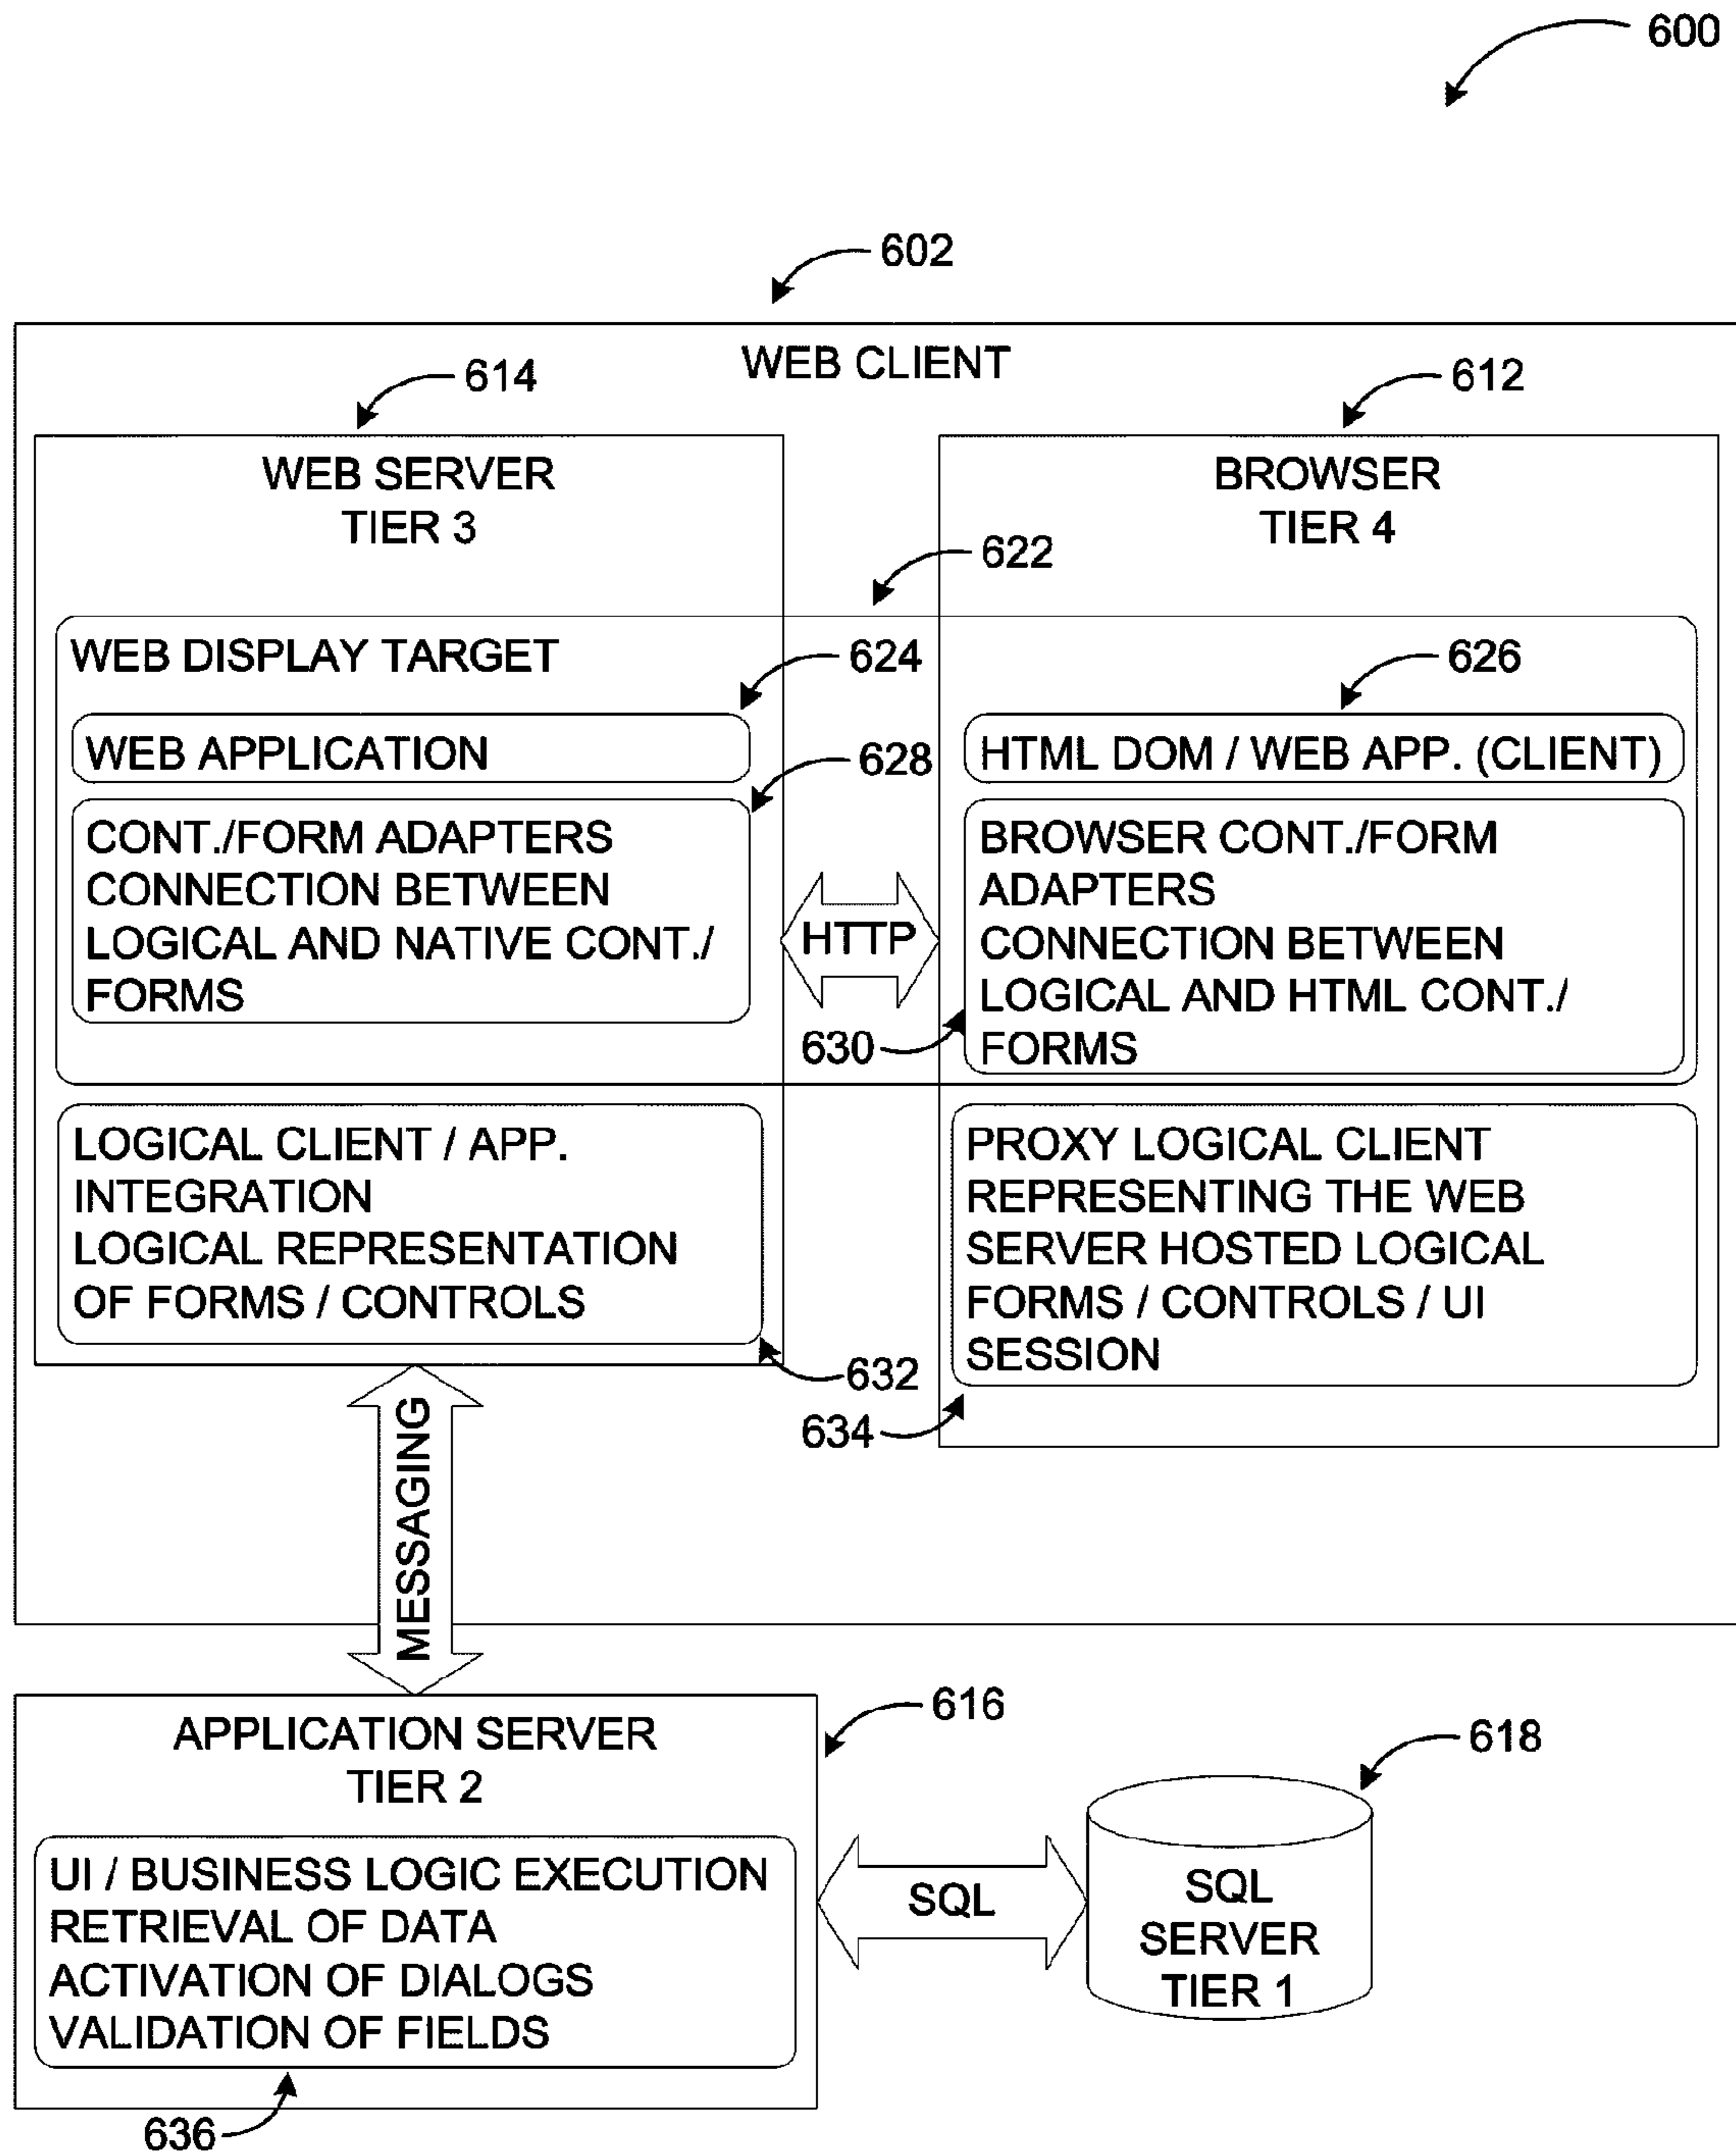 600
602
WEB CLIENT
614
612
WEB SERVER
TIER 3
BROWSER
TIER 4
622
WEB DISPLAY TARGET
624
626
WEB APPLICATION
HTML DOM / WEB APP. (CLIENT)
628
CONT./FORM ADAPTERS
CONNECTION BETWEEN
LOGICAL AND NATIVE CONT./
FORMS
HTTP
BROWSER CONT./FORM
ADAPTERS
CONNECTION BETWEEN
LOGICAL AND HTML CONT./
FORMS
630
LOGICAL CLIENT / APP.
INTEGRATION
LOGICAL REPRESENTATION
OF FORMS / CONTROLS
632
PROXY LOGICAL CLIENT
REPRESENTING THE WEB
SERVER HOSTED LOGICAL
FORMS / CONTROLS / UI
SESSION
634
MESSAGING
APPLICATION SERVER
TIER 2
616
618
UI / BUSINESS LOGIC EXECUTION
RETRIEVAL OF DATA
ACTIVATION OF DIALOGS
VALIDATION OF FIELDS
SQL
SQL
SERVER
TIER 1
636